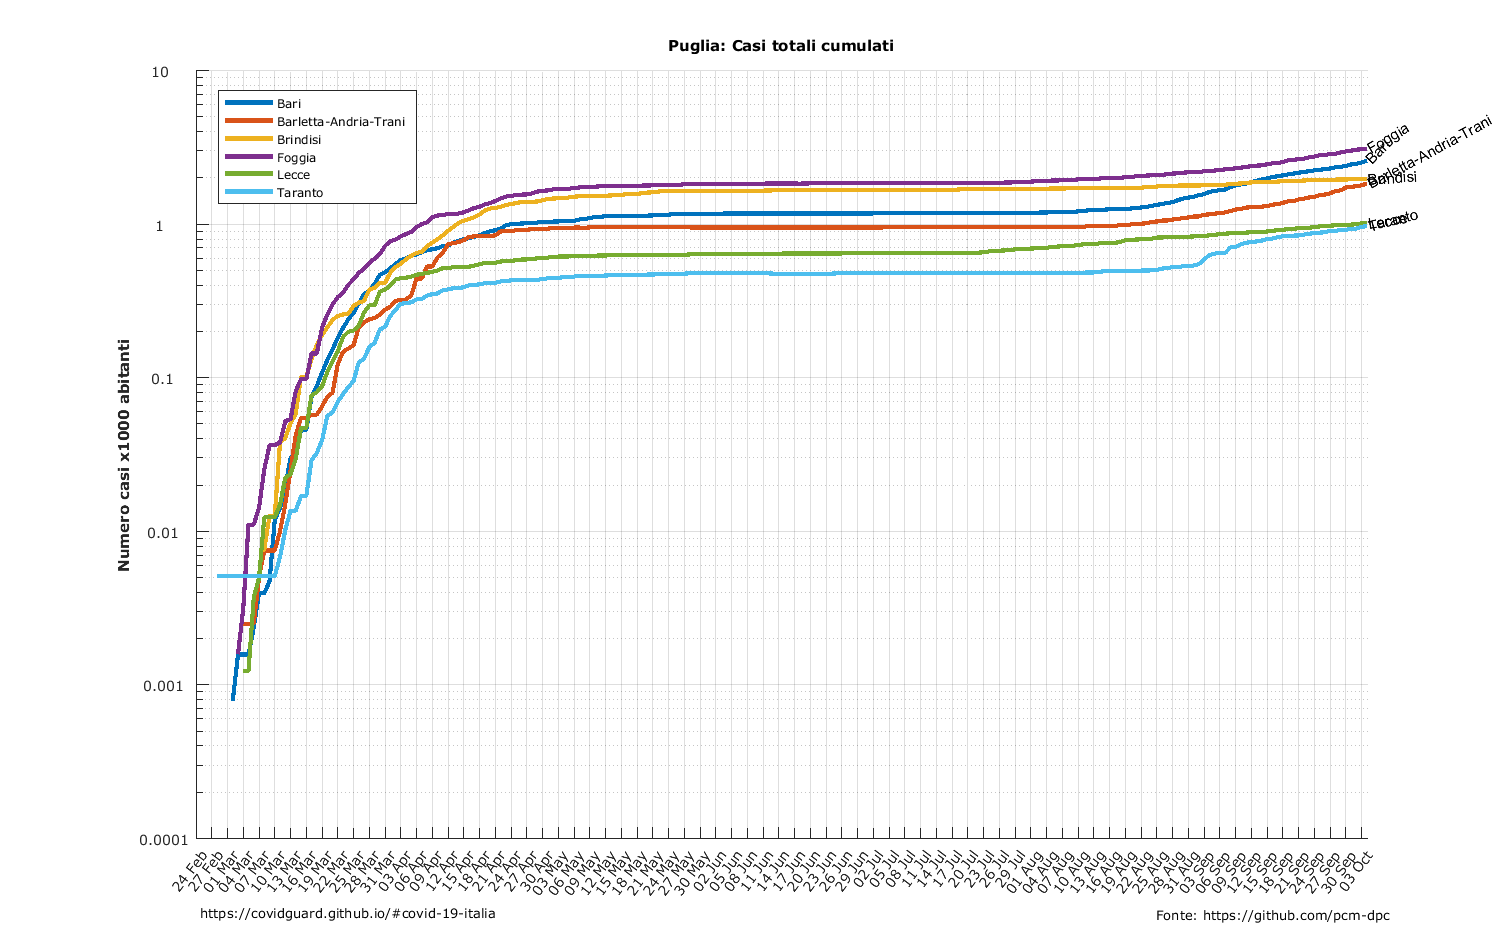 Puglia: Casi totali cumulati
10
1
0.1
0.01
0.001
0.0001
Numero casi x1000 abitanti
Bari
Barletta-Andria-Trani
Brindisi
Foggia
Lecce
Taranto
Foggia
Bari
Barletta-Andria-Trani
Brindisi
Lecce
Taranto
24 Feb
27 Feb
01 Mar
04 Mar
07 Mar
10 Mar
13 Mar
16 Mar
19 Mar
22 Mar
25 Mar
28 Mar
31 Mar
03 Apr
06 Apr
09 Apr
12 Apr
15 Apr
18 Apr
21 Apr
24 Apr
27 Apr
30 Apr
03 May
06 May
09 May
12 May
15 May
18 May
21 May
24 May
27 May
30 May
02 Jun
05 Jun
08 Jun
11 Jun
14 Jun
17 Jun
20 Jun
23 Jun
26 Jun
29 Jun
02 Jul
05 Jul
08 Jul
11 Jul
14 Jul
17 Jul
20 Jul
23 Jul
26 Jul
29 Jul
01 Aug
04 Aug
07 Aug
10 Aug
13 Aug
16 Aug
19 Aug
22 Aug
25 Aug
28 Aug
31 Aug
03 Sep
06 Sep
09 Sep
12 Sep
15 Sep
18 Sep
21 Sep
24 Sep
27 Sep
30 Sep
03 Oct
https://covidguard.github.io/#covid-19-italia
Fonte: https://github.com/pcm-dpc